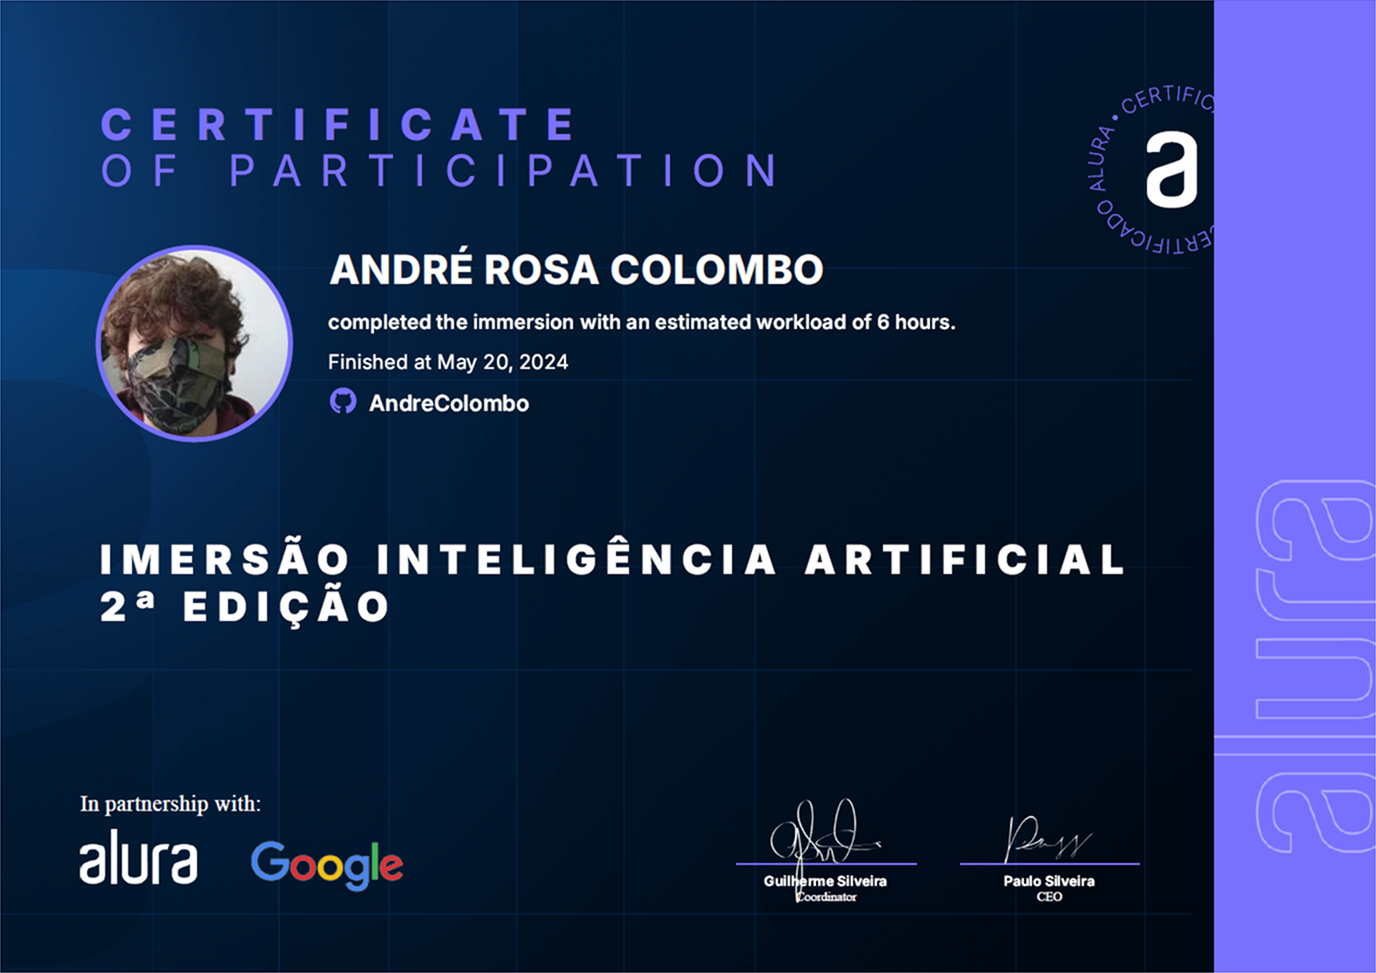 CERTIFICATE
OF PARTICIPATION
CERTIFICADO ALURA • CERTIFIC
a
ANDRÉ ROSA COLOMBO
completed the immersion with an estimated workload of 6 hours.
Finished at May 20, 2024
AndreColombo
IMERSÃO INTELIGÊNCIA ARTIFICIAL
2ª EDIÇÃO
alura
In partnership with:
alura Google
Guilherme Silveira
Coordinator
Paulo Silveira
CEO